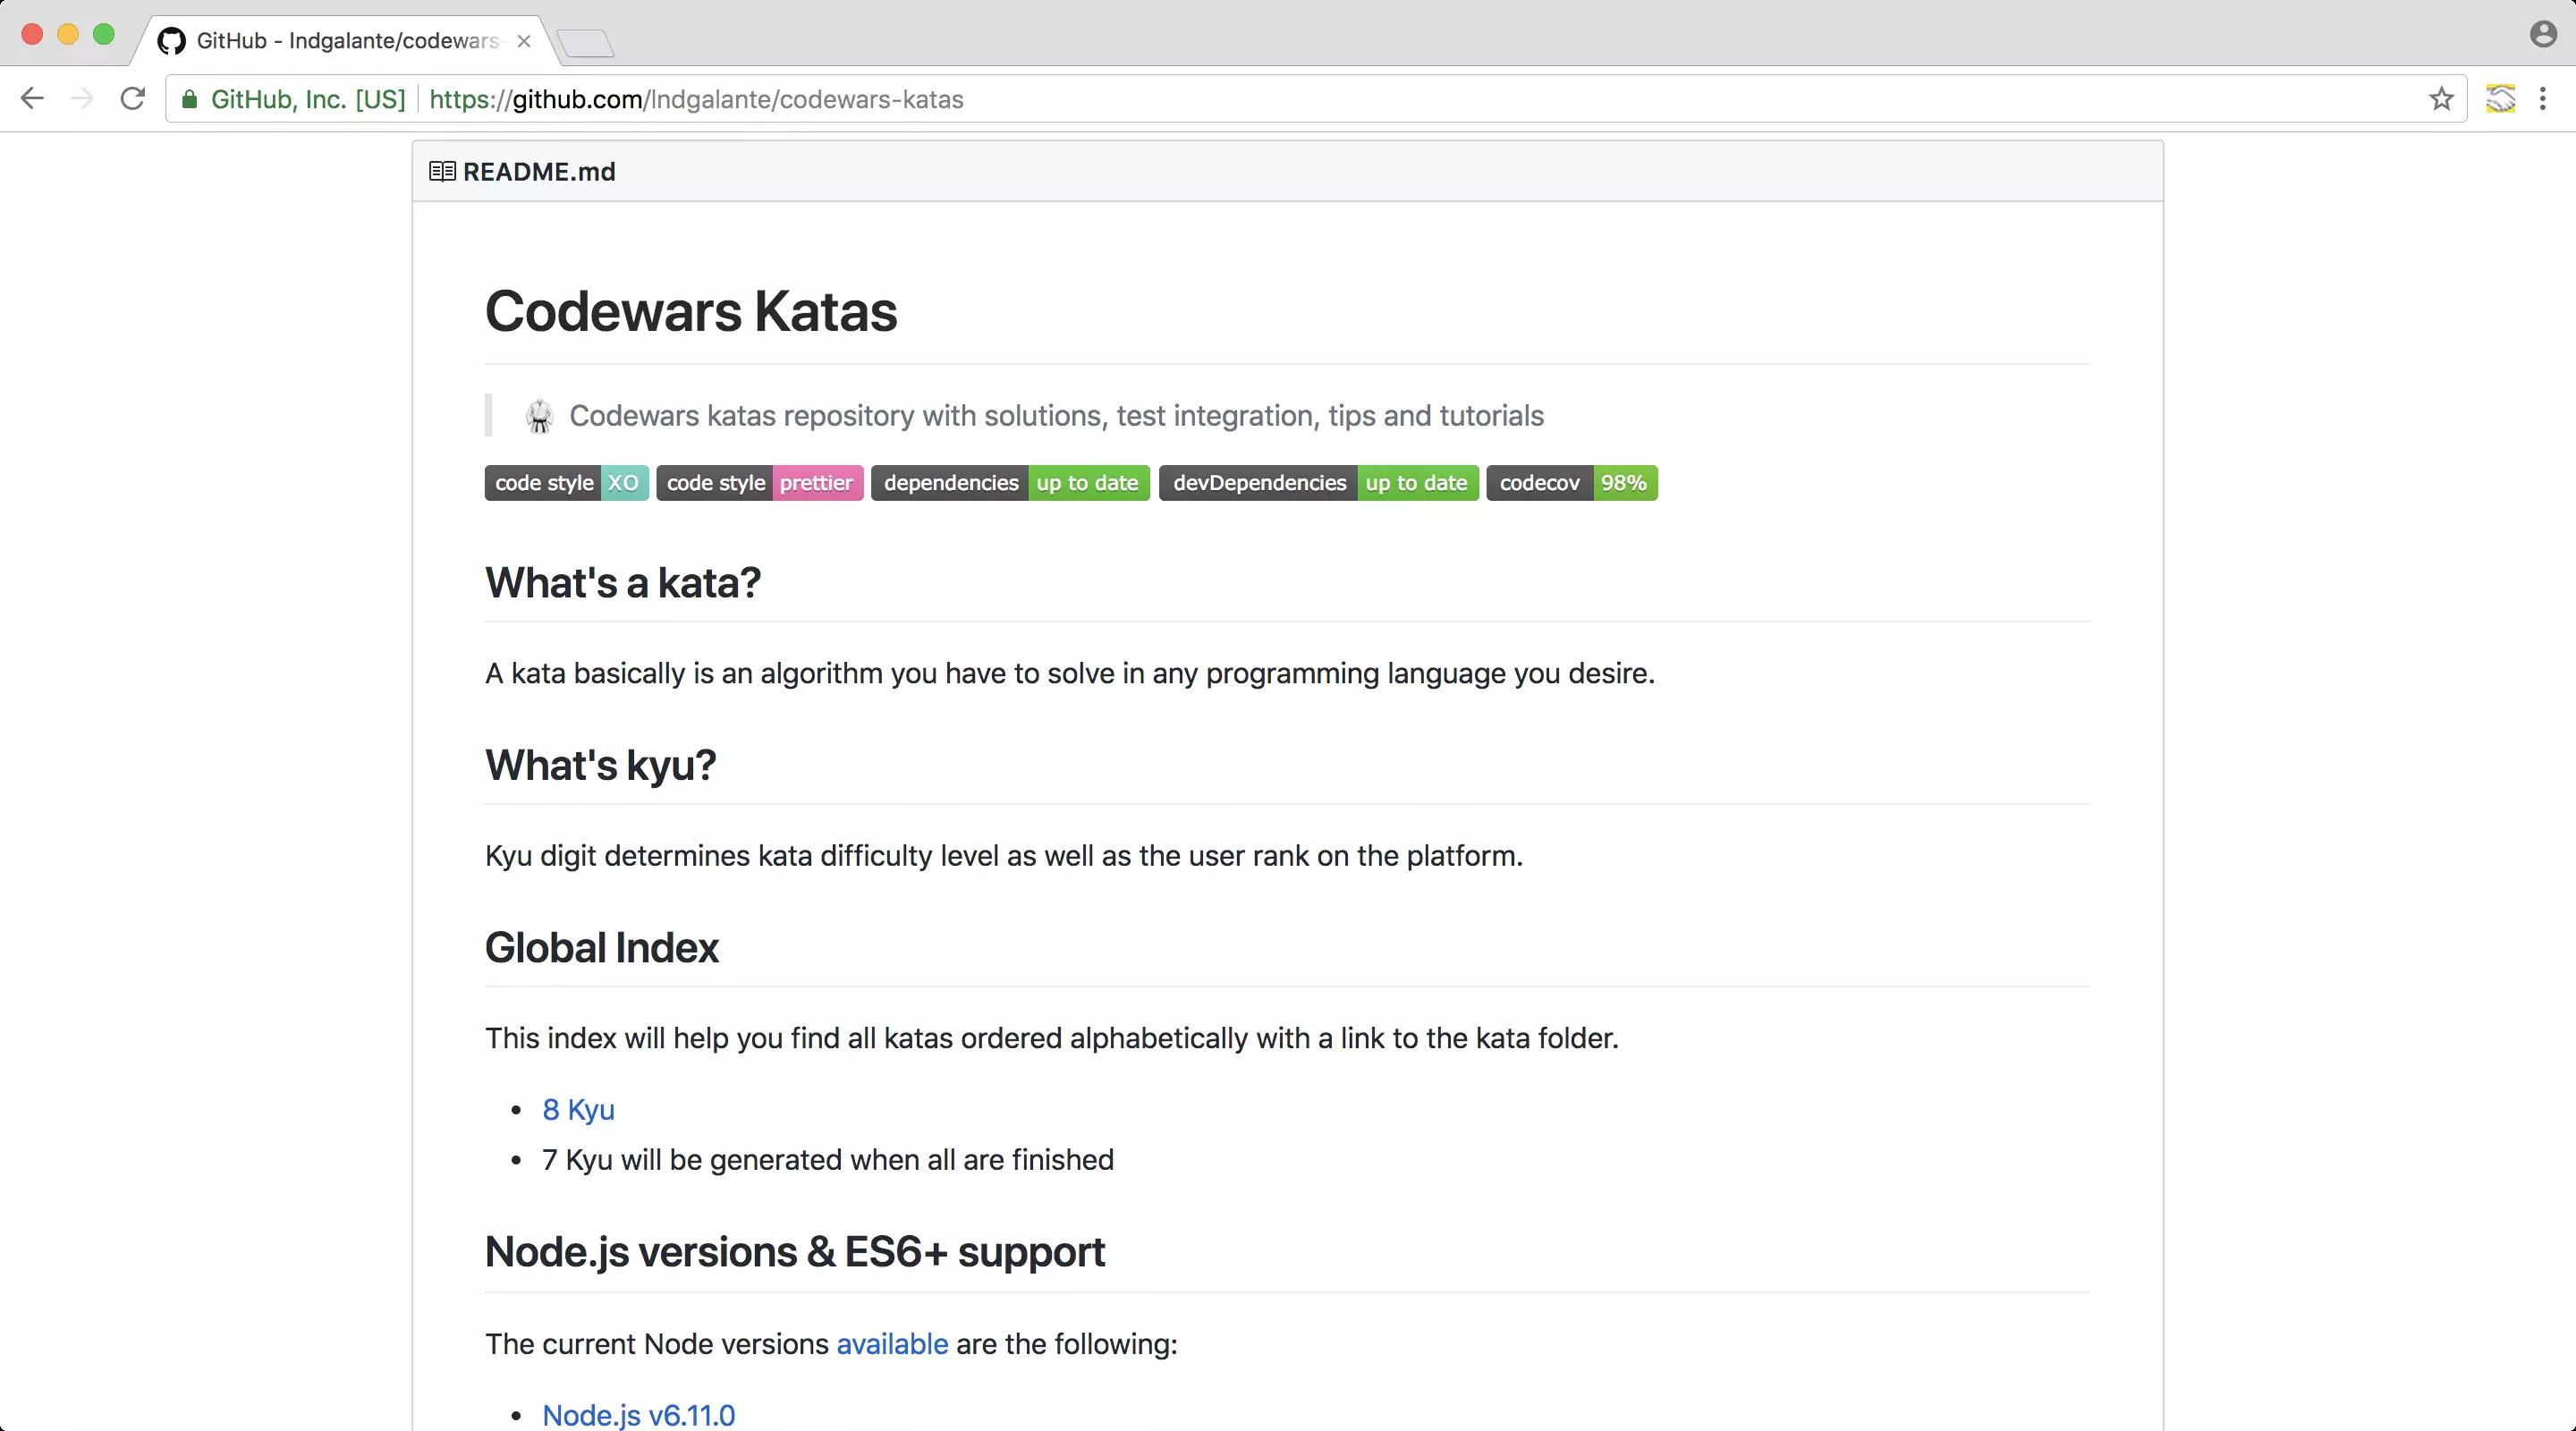 GitHub - Indgalante/codewars-
GitHub, Inc. [US] https://github.com/Indgalante/codewars-katas
README.md
Codewars Katas
Codewars katas repository with solutions, test integration, tips and tutorials
code style XO code style prettier dependencies up to date devDependencies up to date codecov 98%
What's a kata?
A kata basically is an algorithm you have to solve in any programming language you desire.
What's kyu?
Kyu digit determines kata difficulty level as well as the user rank on the platform.
Global Index
This index will help you find all katas ordered alphabetically with a link to the kata folder.
8 Kyu
7 Kyu will be generated when all are finished
Node.js versions & ES6+ support
The current Node versions available are the following:
Node.js v6.11.0